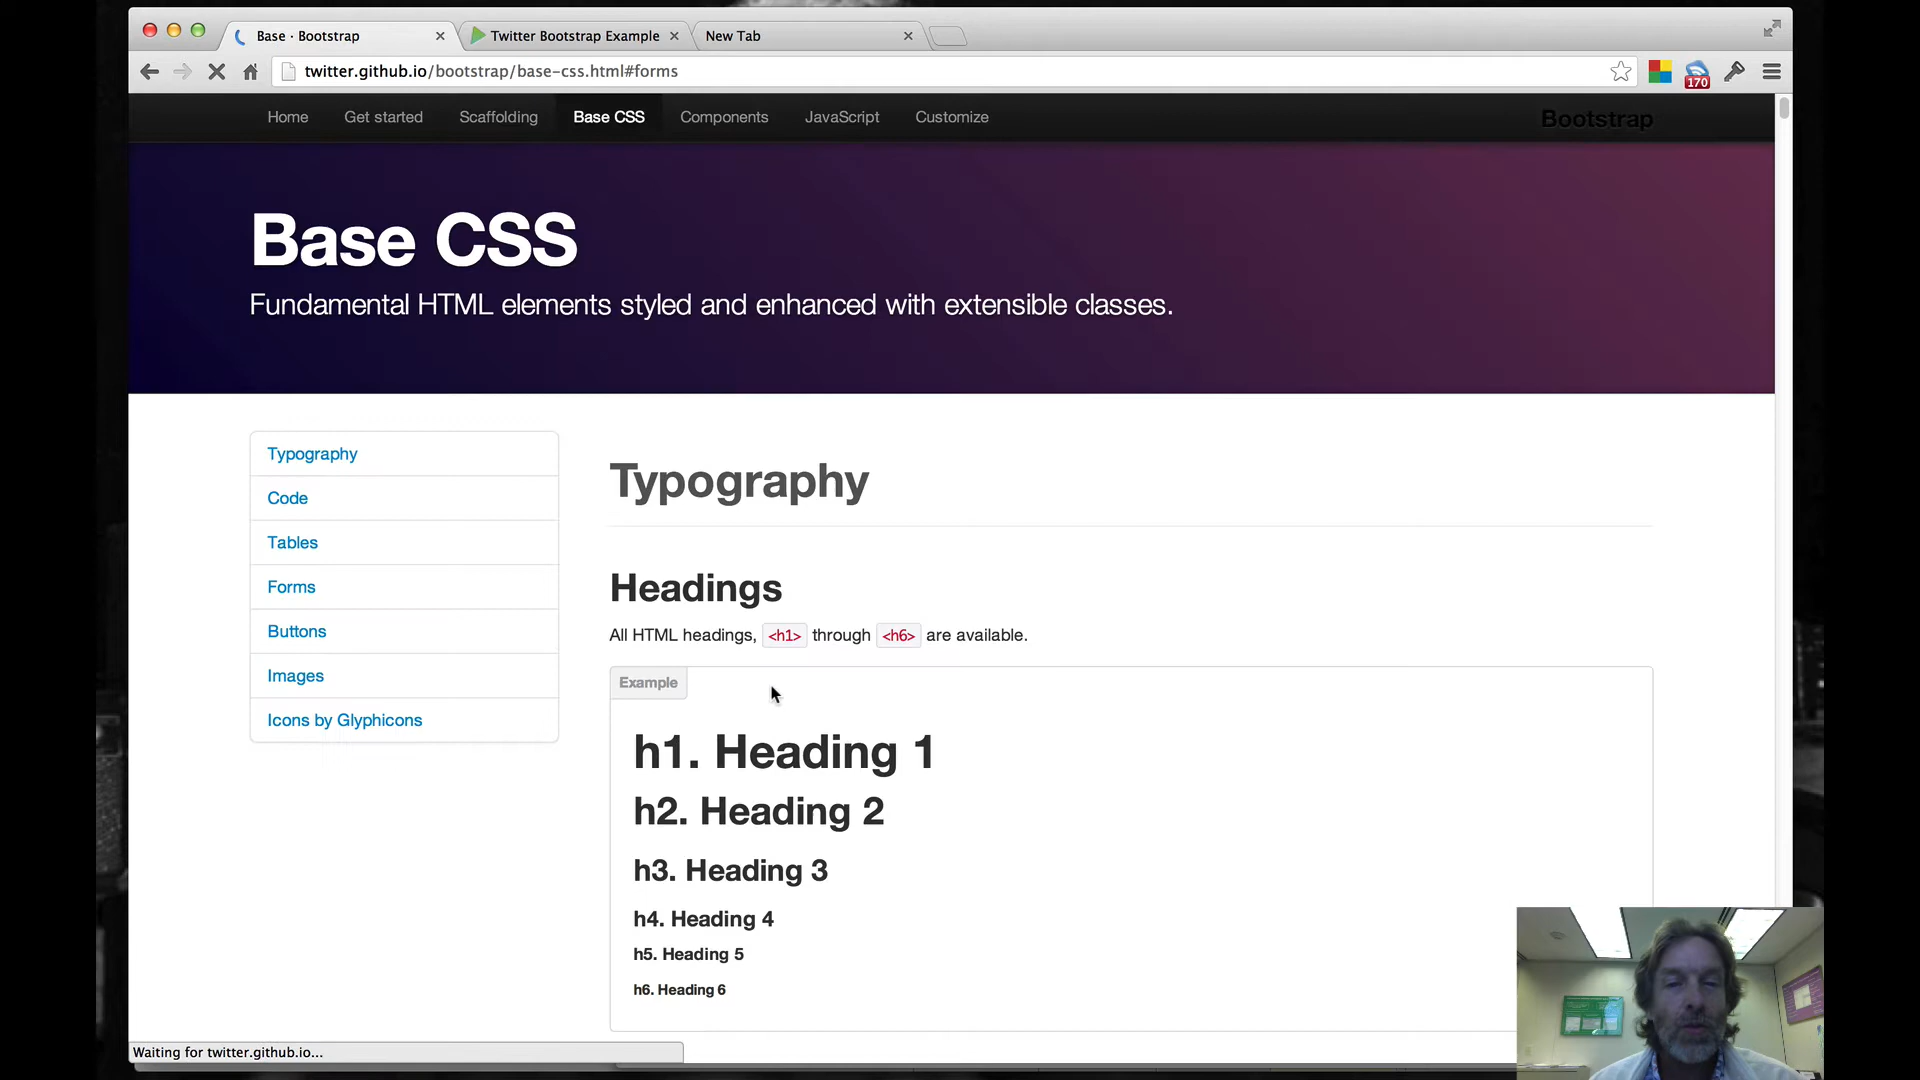 Base · Bootstrap
Twitter Bootstrap Example
New Tab
twitter.github.io/bootstrap/base-css.html#forms
170
Home Get started Scaffolding Base CSS Components JavaScript Customize Bootstrap
Base CSS
Fundamental HTML elements styled and enhanced with extensible classes.
Typography
Code
Tables
Forms
Buttons
Images
Icons by Glyphicons
Typography
Headings
All HTML headings, <h1> through <h6> are available.
Example
h1. Heading 1
h2. Heading 2
h3. Heading 3
h4. Heading 4
h5. Heading 5
h6. Heading 6
Waiting for twitter.github.io...